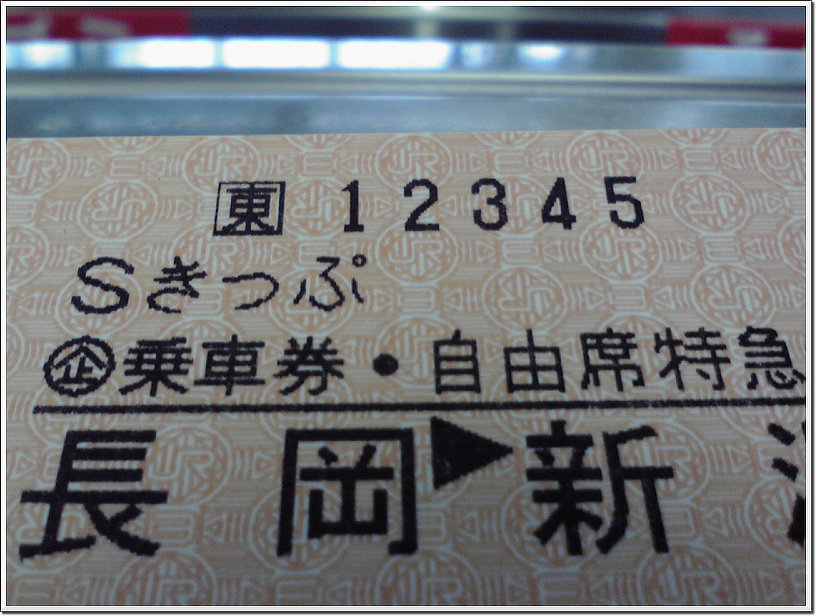 東 12345
Sきっぷ
企乗車券・自由席特急
長岡▶新